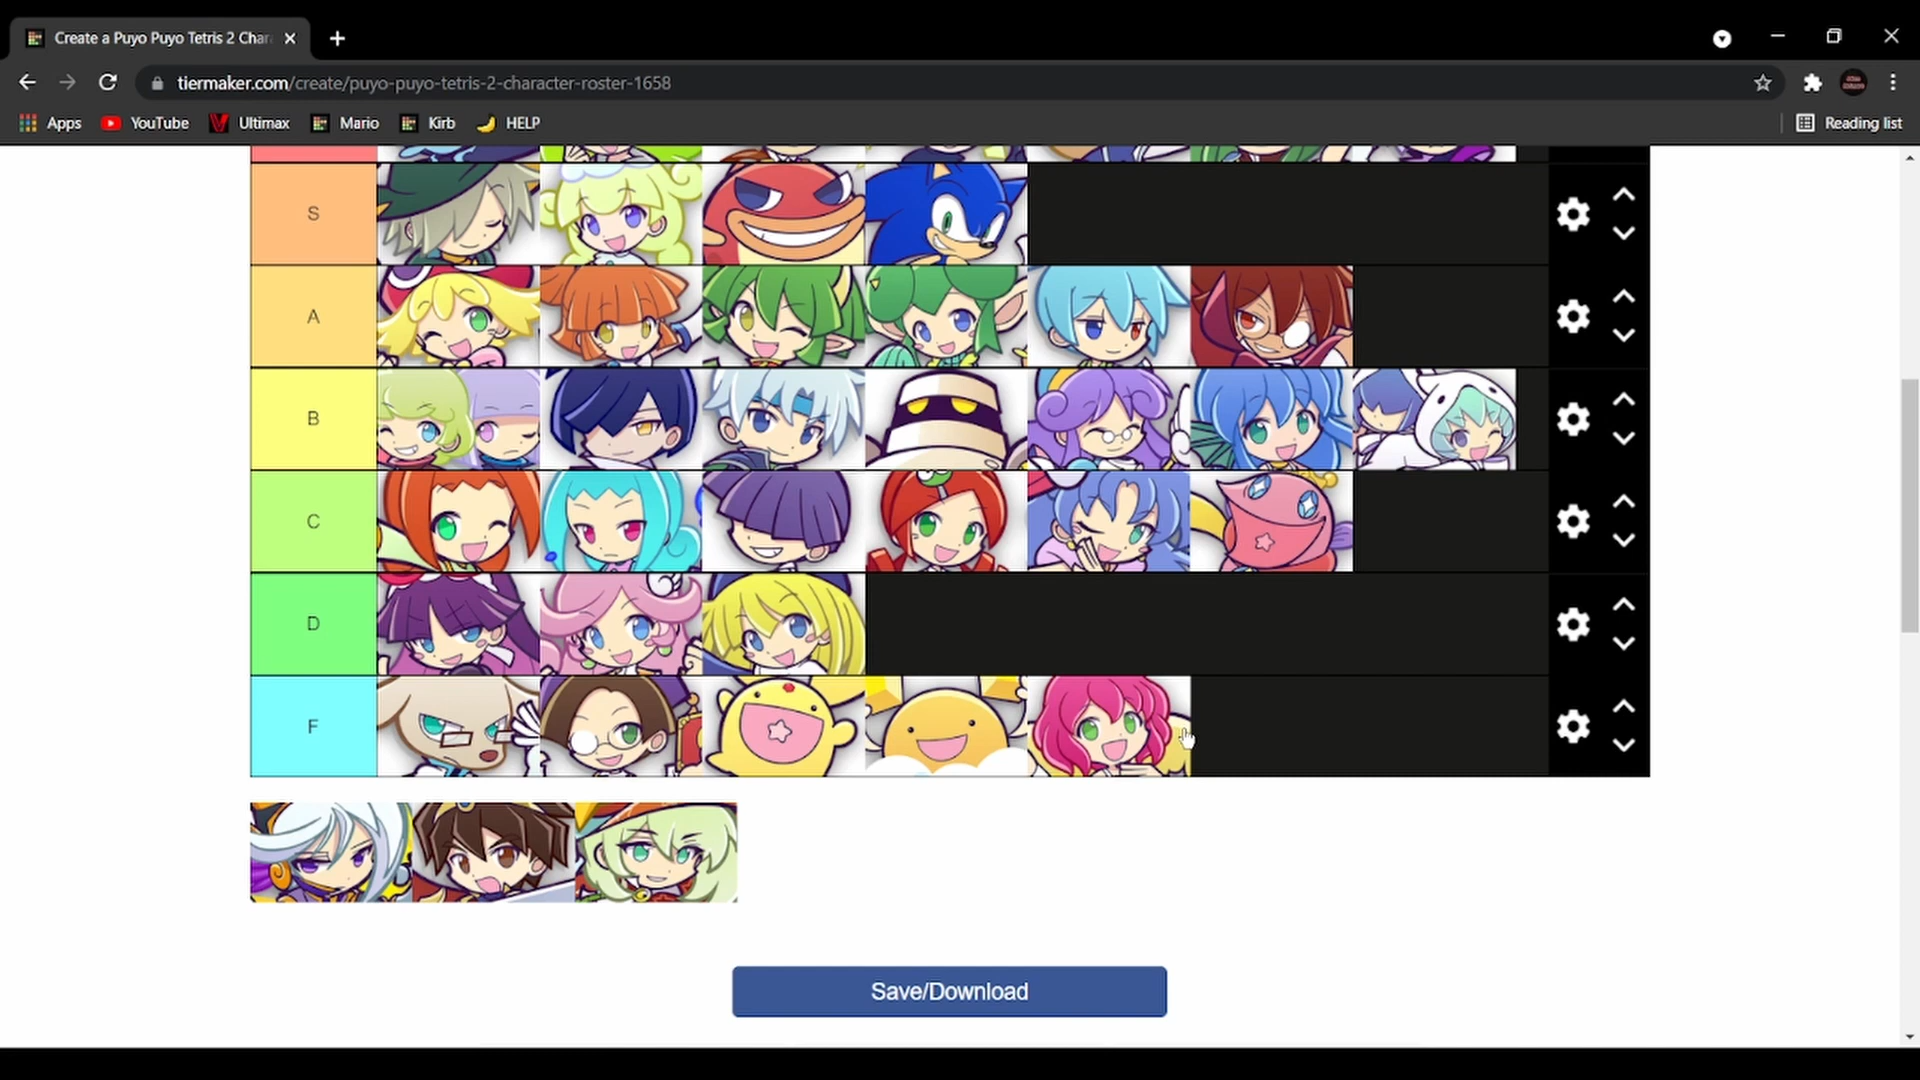 Create a Puyo Puyo Tetris 2 Char
tiermaker.com/create/puyo-puyo-tetris-2-character-roster-1658
Apps YouTube Ultimax Mario Kirb HELP Reading list
S
A
B
C
D
F
Save/Download